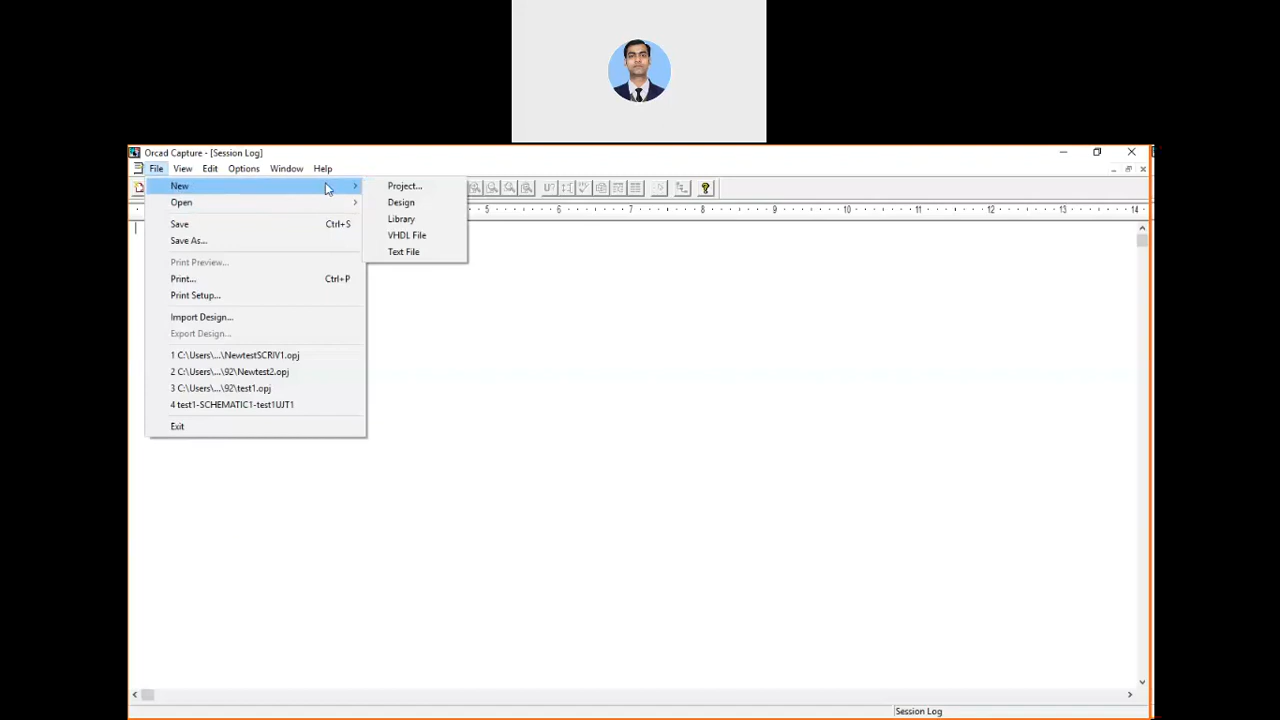 Orcad Capture - [Session Log]
File View Edit Options Window Help
New Project...
Open Design
Library
Save Ctrl+S
VHDL File
Save As...
Text File
Print Preview...
Print... Ctrl+P
Print Setup...
Import Design...
Export Design...
1 C:\Users\...\NewtestSCRIV1.opj
2 C:\Users\...\92\Newtest2.opj
3 C:\Users\...\92\test1.opj
4 test1-SCHEMATIC1-test1UJT1
Exit
U?
?
5 6 7 8 9 10 11 12 13 14
Session Log